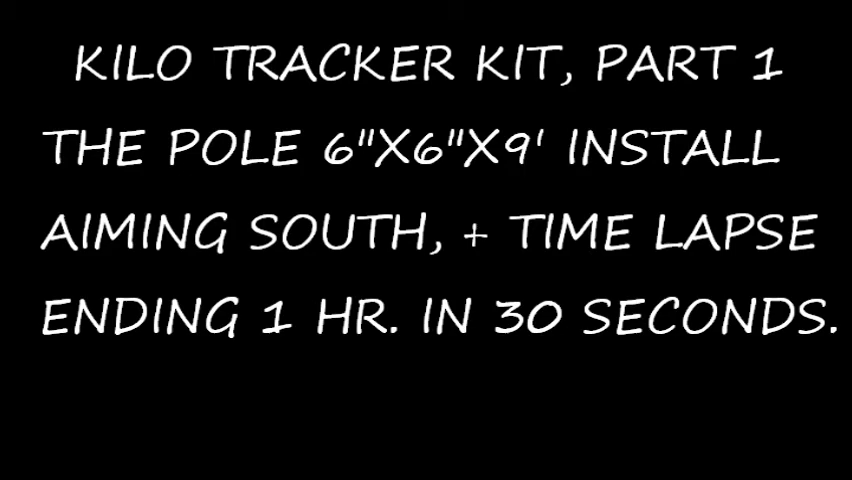 KILO TRACKER KIT, PART 1
THE POLE 6"X6"X9' INSTALL
AIMING SOUTH, + TIME LAPSE
ENDING 1 HR. IN 30 SECONDS.